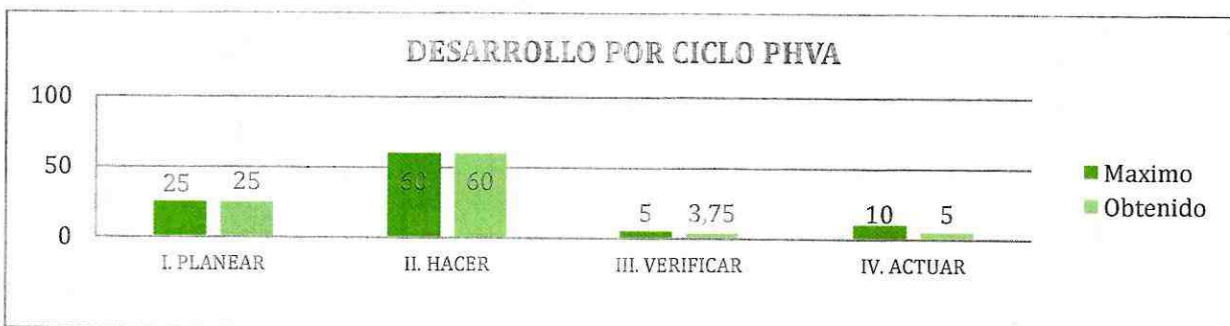 DESARROLLO POR CICLO PHVA
100
50
0
25 25
60 60
5 3,75
10 5
I. PLANEAR II. HACER III. VERIFICAR IV. ACTUAR
Maximo
Obtenido